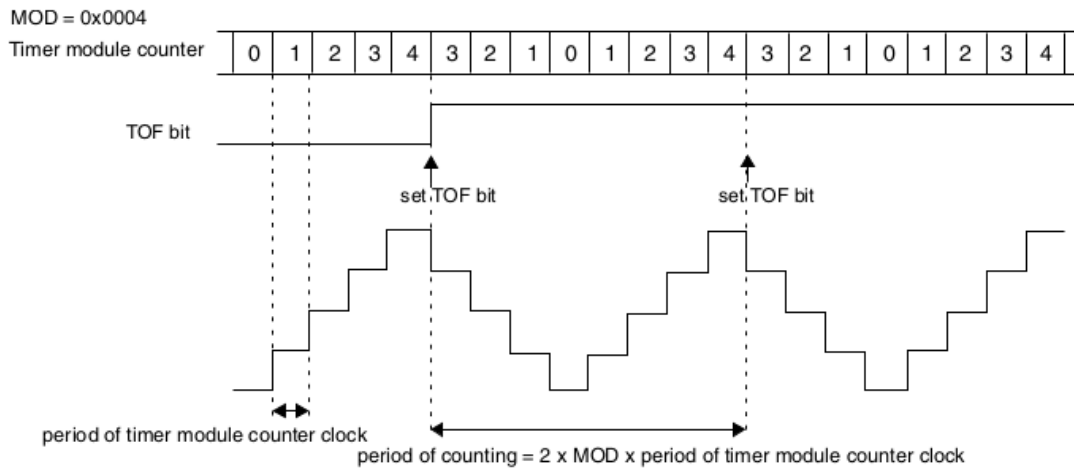 MOD = 0x0004
Timer module counter 0 1 2 3 4 3 2 1 0 1 2 3 4 3 2 1 0 1 2 3 4
TOF bit
set TOF bit set TOF bit
period of timer module counter clock
period of counting = 2 x MOD x period of timer module counter clock